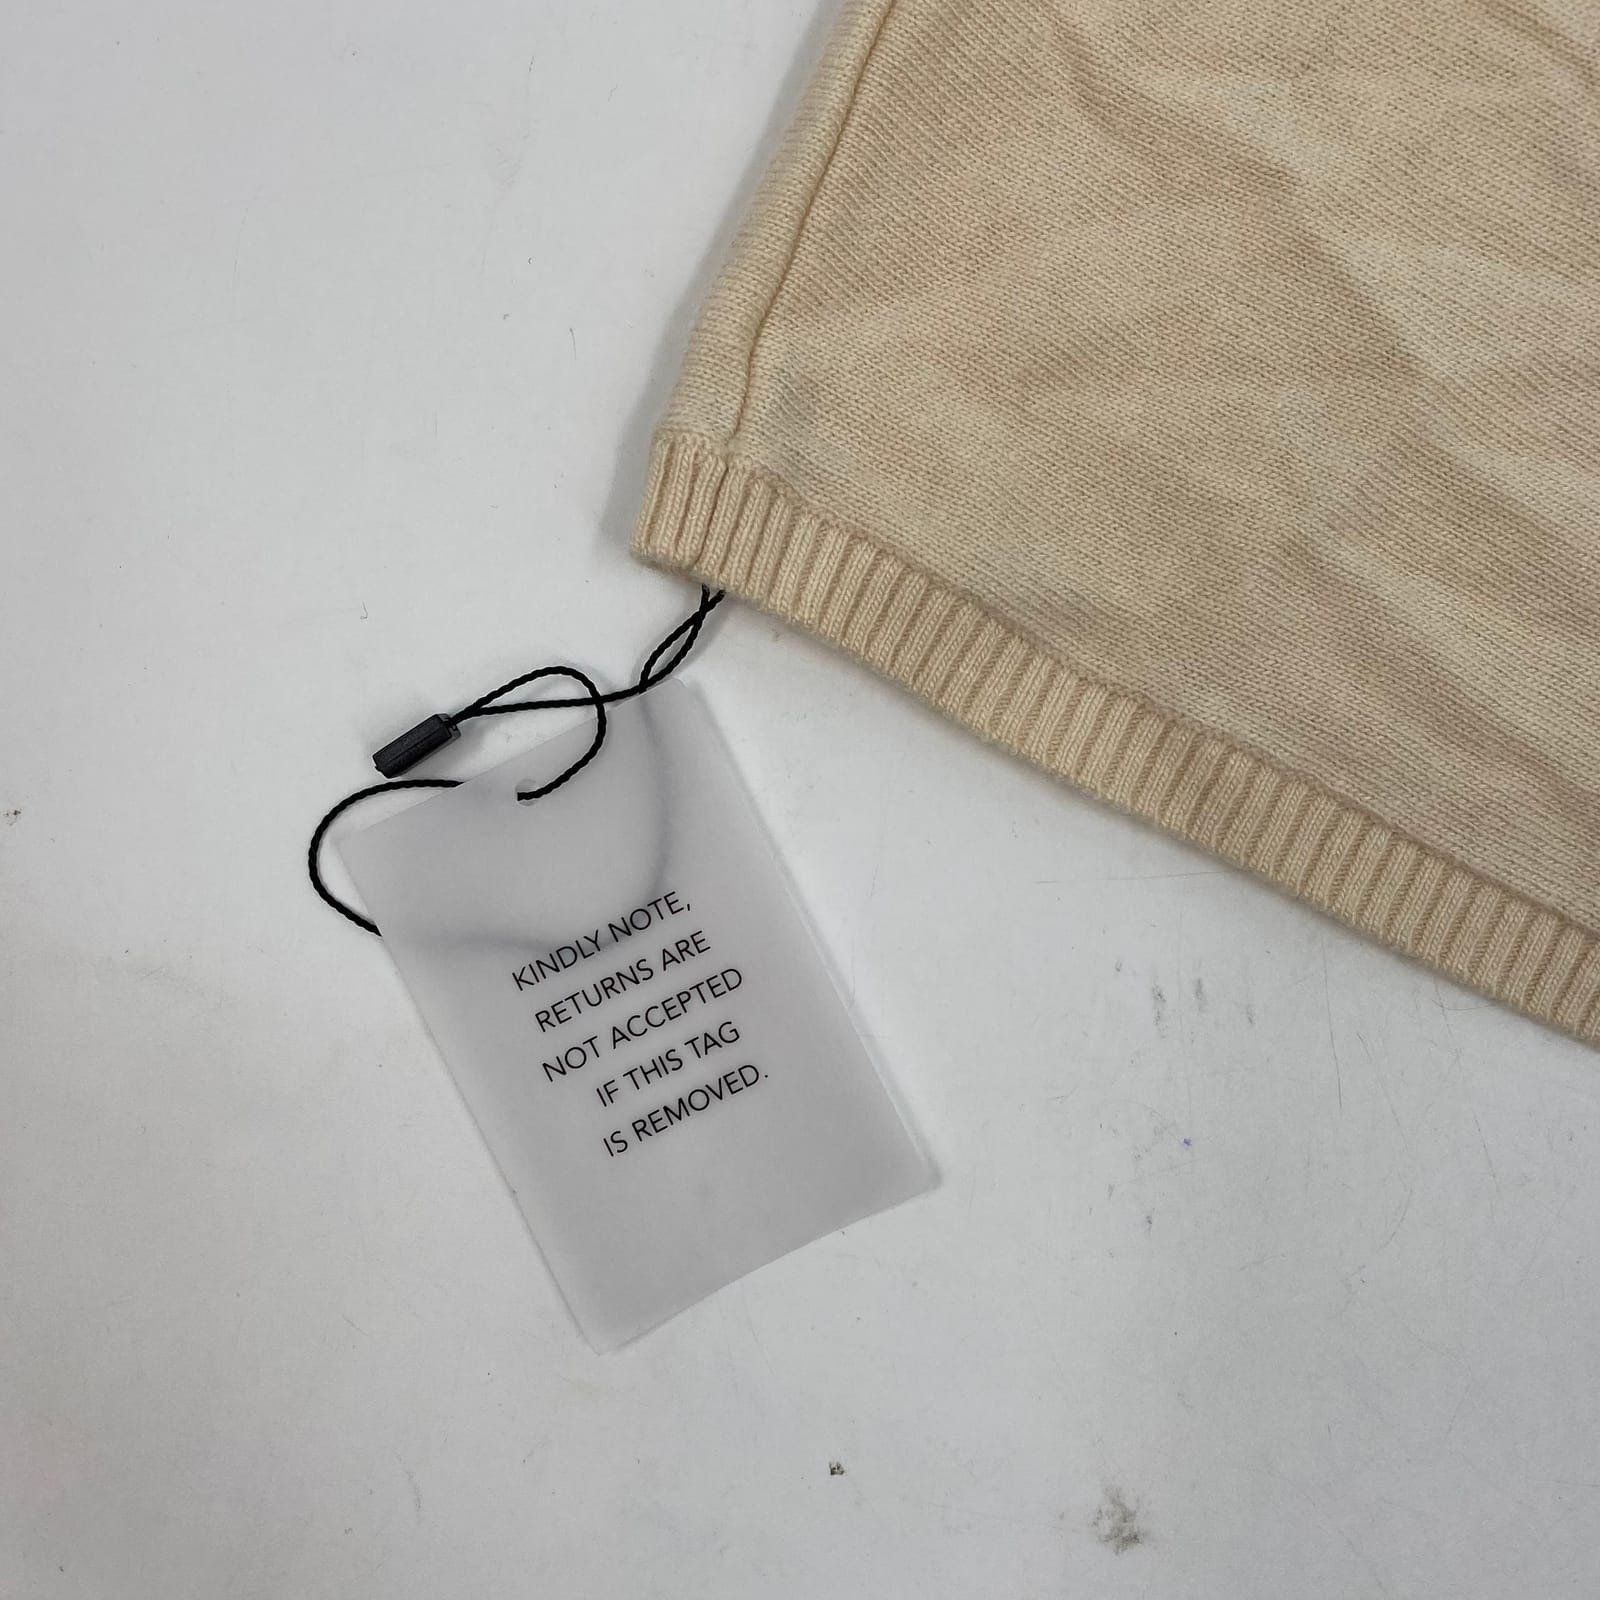 KINDLY NOTE,
RETURNS ARE
NOT ACCEPTED
IF THIS TAG
IS REMOVED.